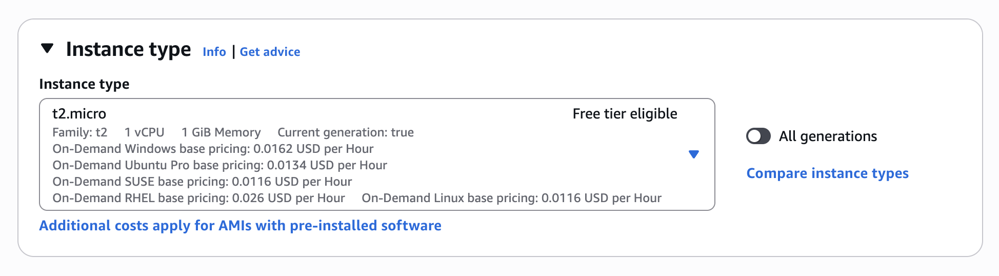 Instance type Info | Get advice
Instance type
t2.micro Free tier eligible
Family: t2 1 vCPU 1 GiB Memory Current generation: true
On-Demand Windows base pricing: 0.0162 USD per Hour
On-Demand Ubuntu Pro base pricing: 0.0134 USD per Hour
On-Demand SUSE base pricing: 0.0116 USD per Hour
On-Demand RHEL base pricing: 0.026 USD per Hour On-Demand Linux base pricing: 0.0116 USD per Hour
All generations
Compare instance types
Additional costs apply for AMIs with pre-installed software